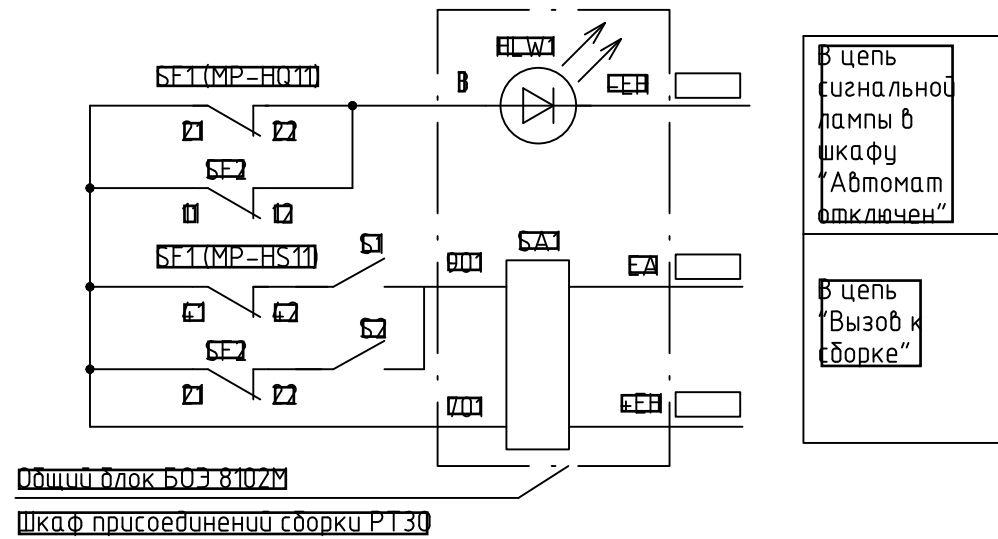 HLW1
SF1 (MP-HQ11)
В
-EH
21
22
SF2
11
12
SF1 (MP-HS11)
S1
901
SA1
EA
41
42
S2
SF2
21
22
701
+EH
В цепь
сигнальной
лампы в
шкафу
"Автомат
отключен"
В цепь
"Вызов к
сборке"
Общий блок БОЭ 8102М
Шкаф присоединений сборки РТ30